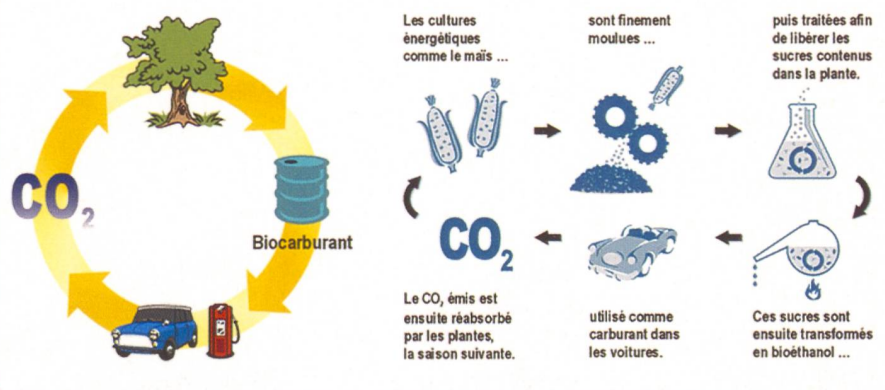 CO2
Biocarburant
Les cultures
énergétiques
comme le maïs ...
sont finement
moulues ...
puis traitées afin
de libérer les
sucres contenus
dans la plante.
Ces sucres sont
ensuite transformés
en bioéthanol ...
utilisé comme
carburant dans
les voitures.
CO2
Le CO, émis est
ensuite réabsorbé
par les plantes,
la saison suivante.